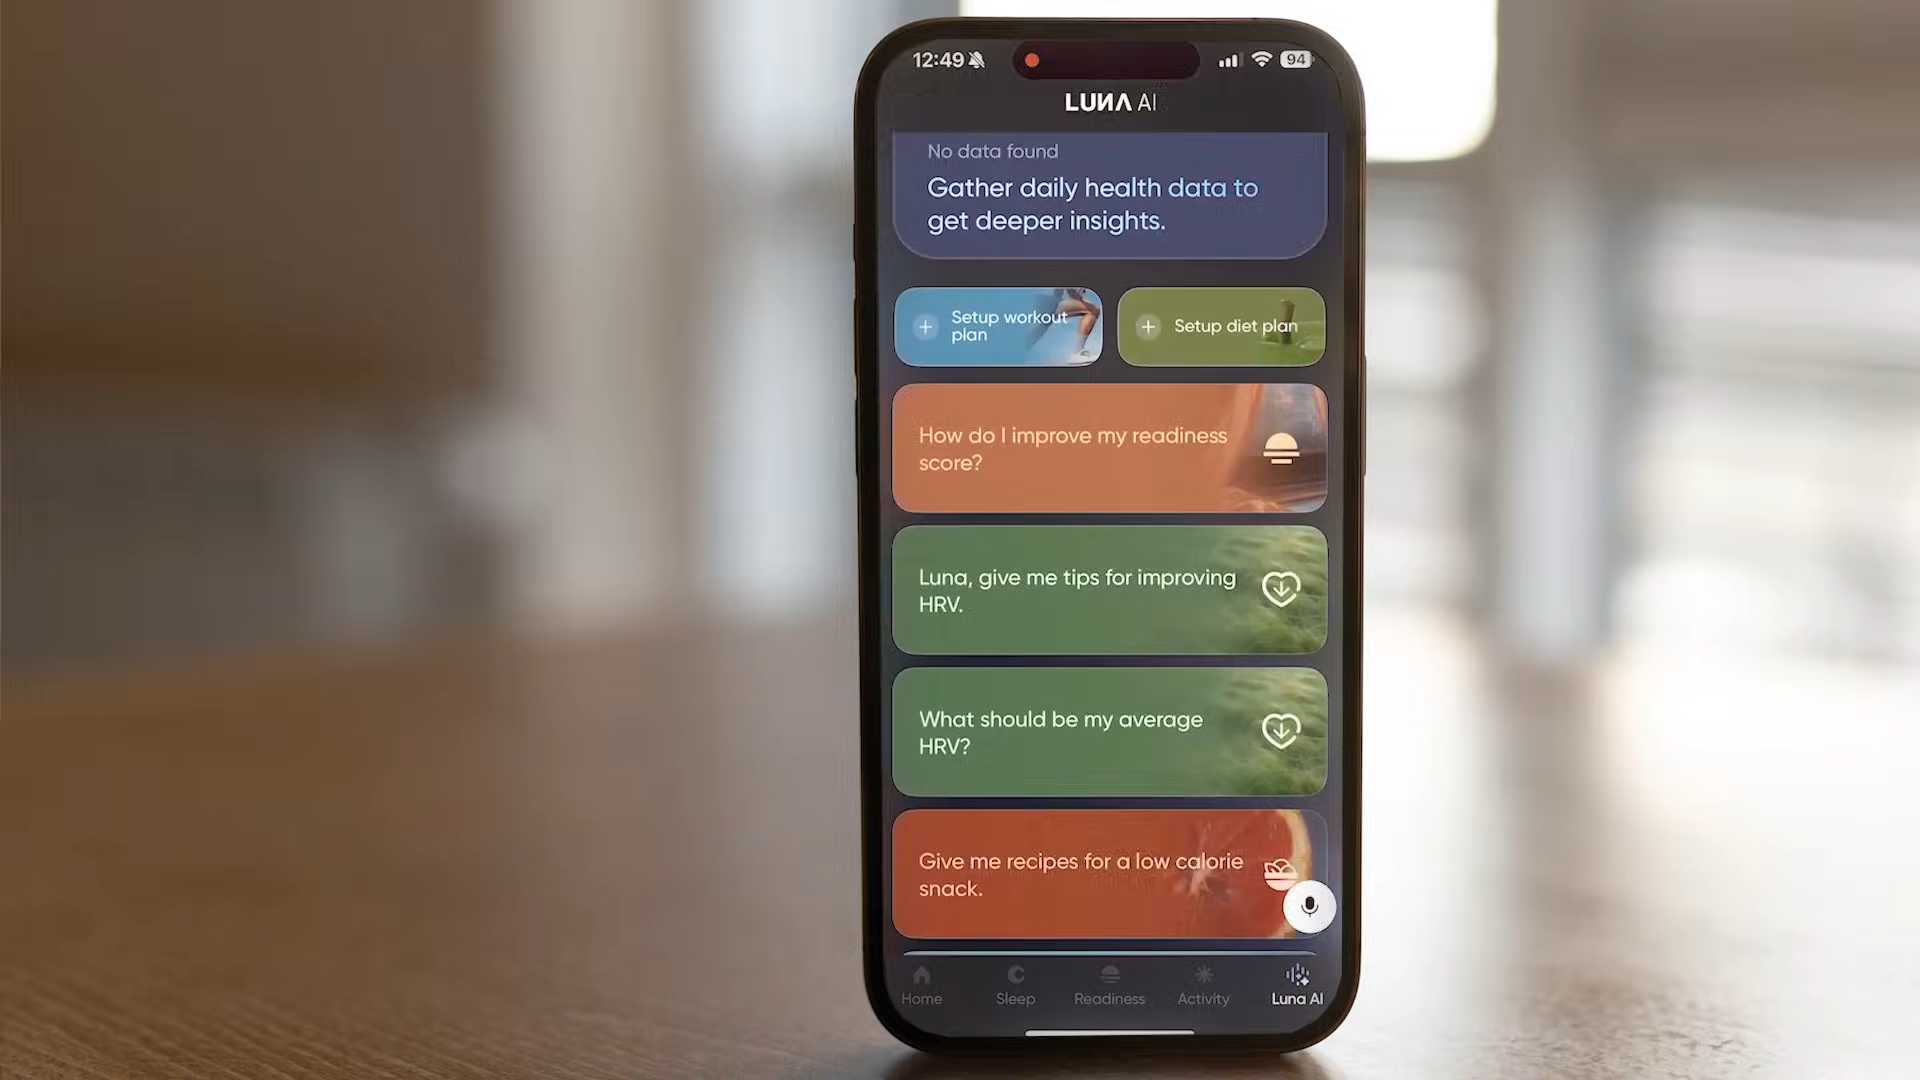 12:49
94
LUNA AI
No data found
Gather daily health data to
get deeper insights.
Setup workout
plan
Setup diet plan
How do I improve my readiness
score?
Luna, give me tips for improving
HRV.
What should be my average
HRV?
Give me recipes for a low calorie
snack.
Home
Sleep
Readiness
Activity
Luna AI